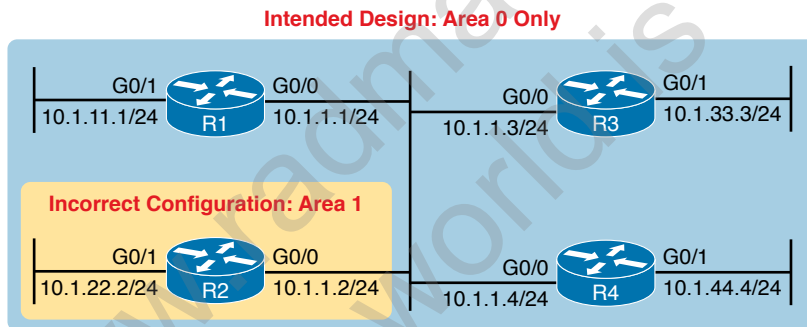 Intended Design: Area 0 Only
G0/1 G0/0
10.1.11.1/24 R1 10.1.1.1/24
G0/0 G0/1
10.1.1.3/24 R3 10.1.33.3/24
Incorrect Configuration: Area 1
G0/1 G0/0
10.1.22.2/24 R2 10.1.1.2/24
G0/0 G0/1
10.1.1.4/24 R4 10.1.44.4/24